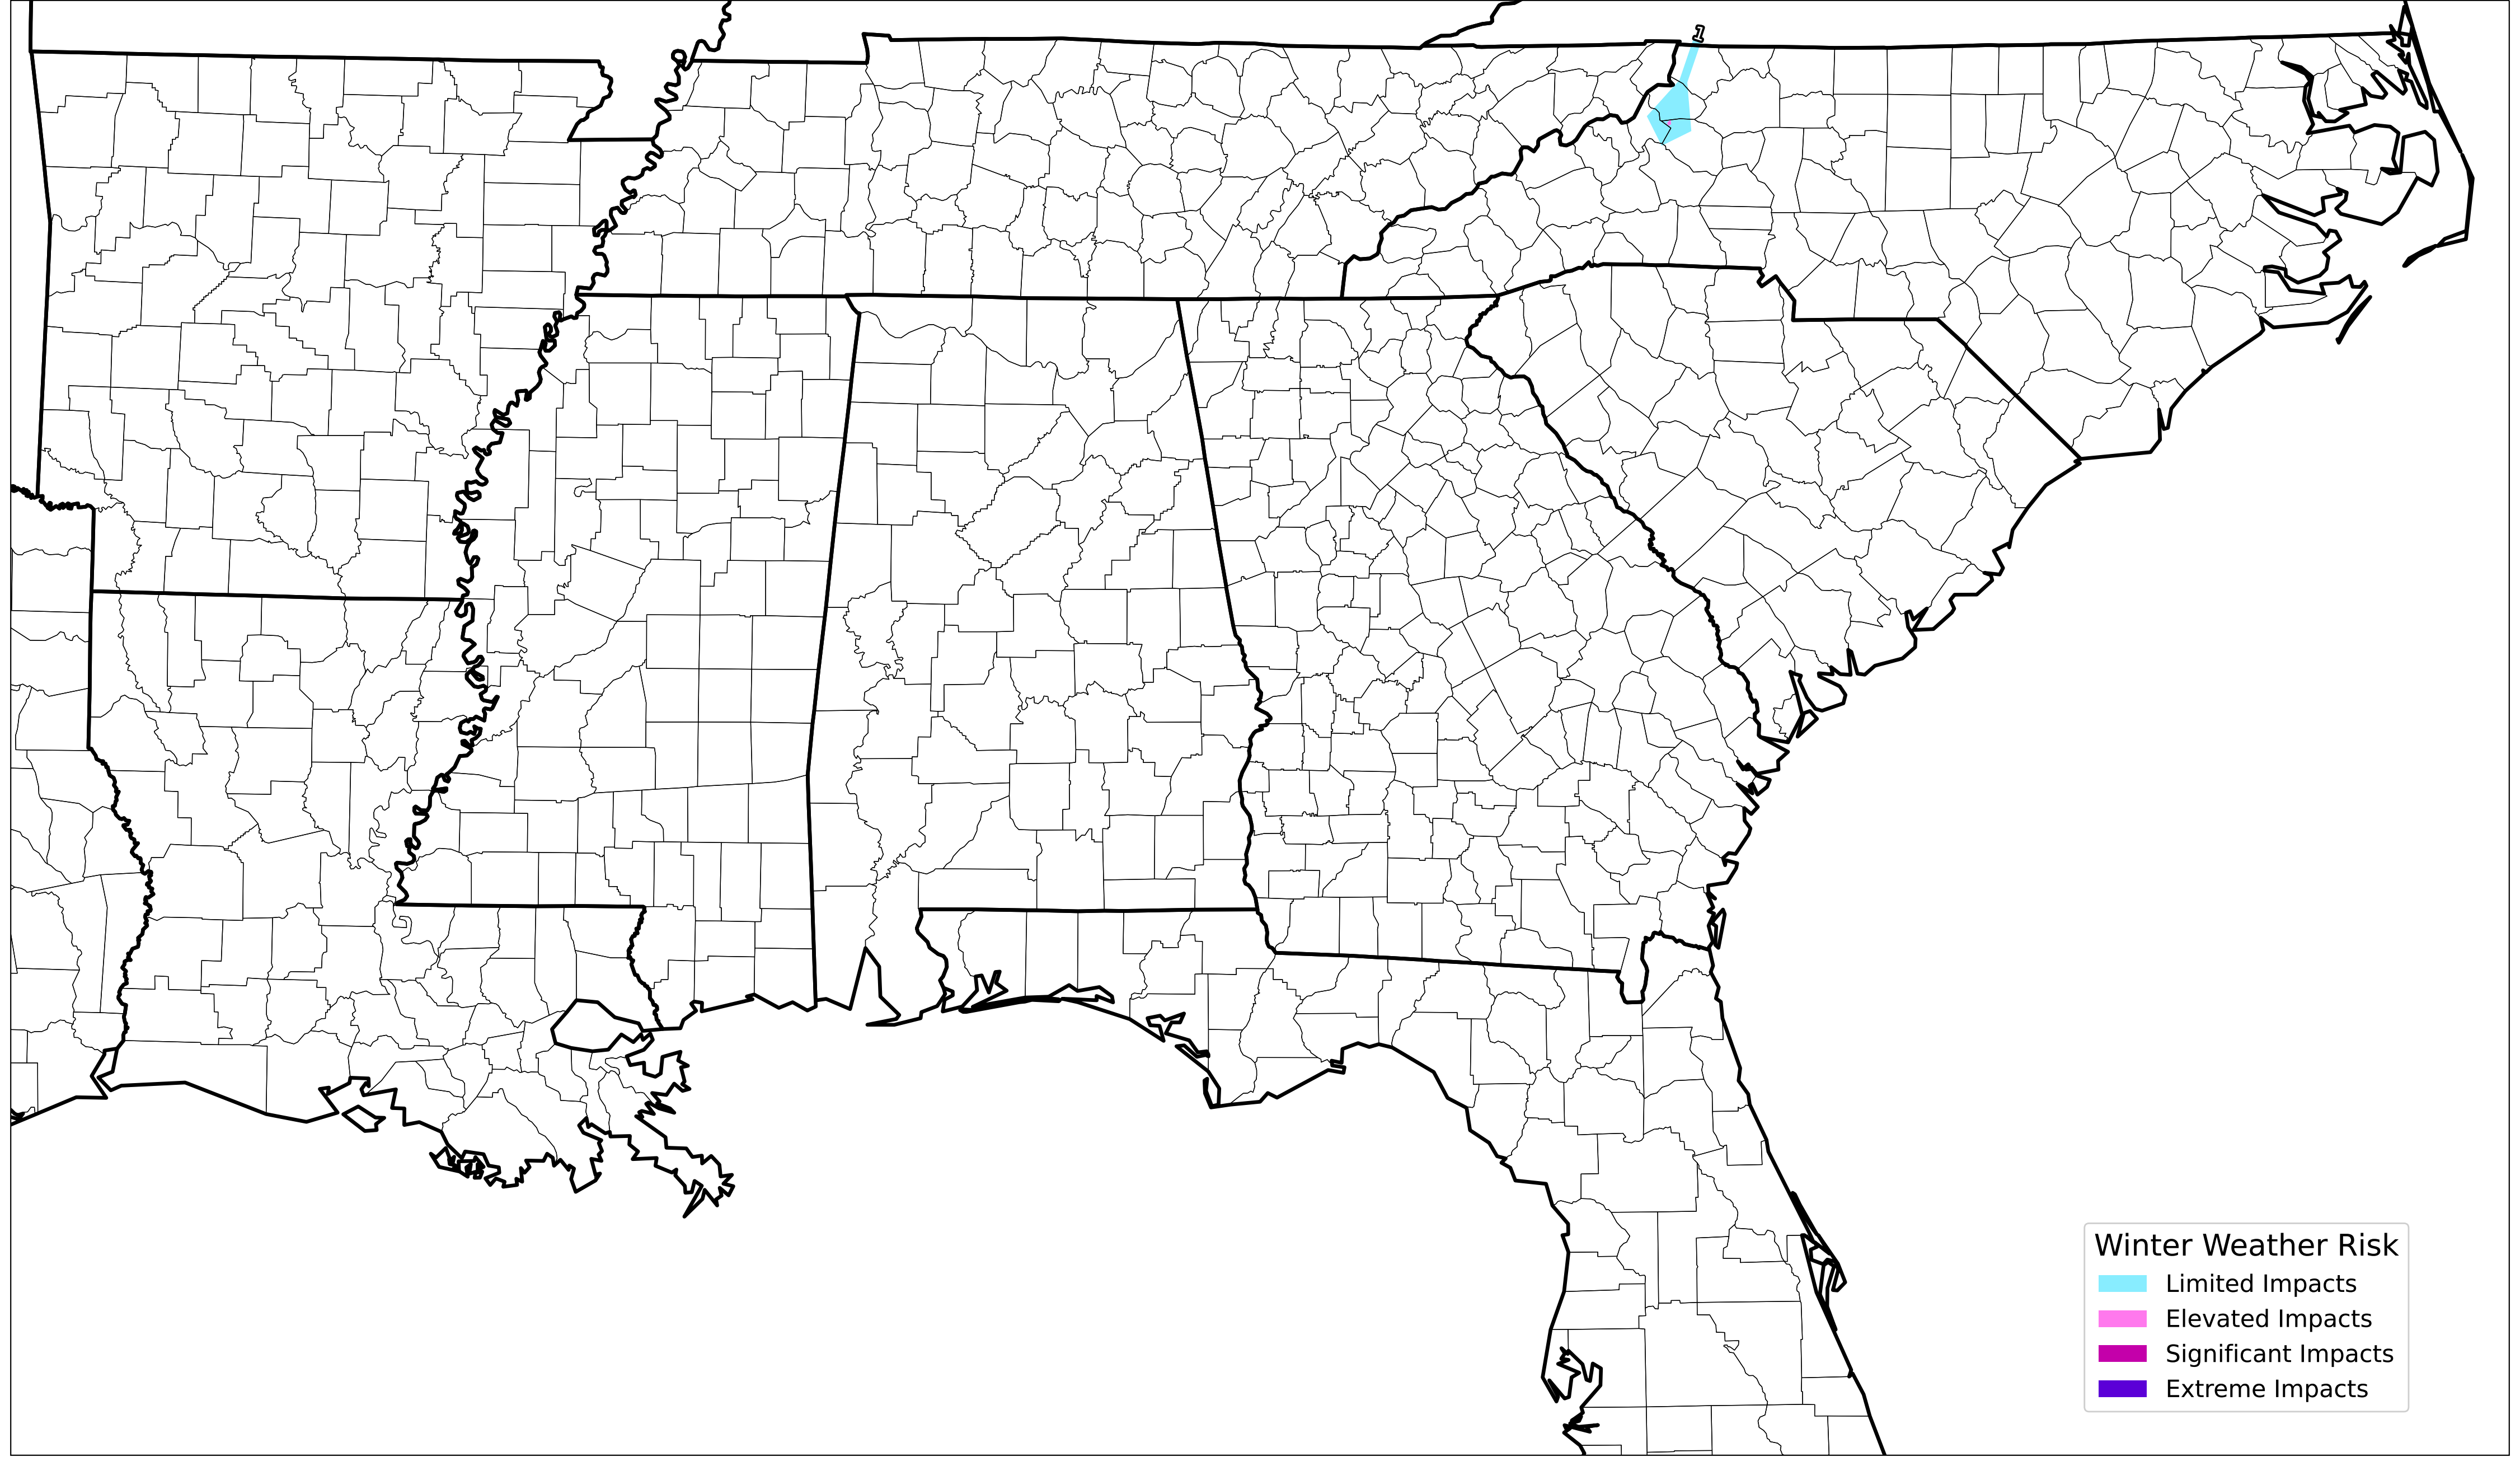 1
Winter Weather Risk
Limited Impacts
Elevated Impacts
Significant Impacts
Extreme Impacts